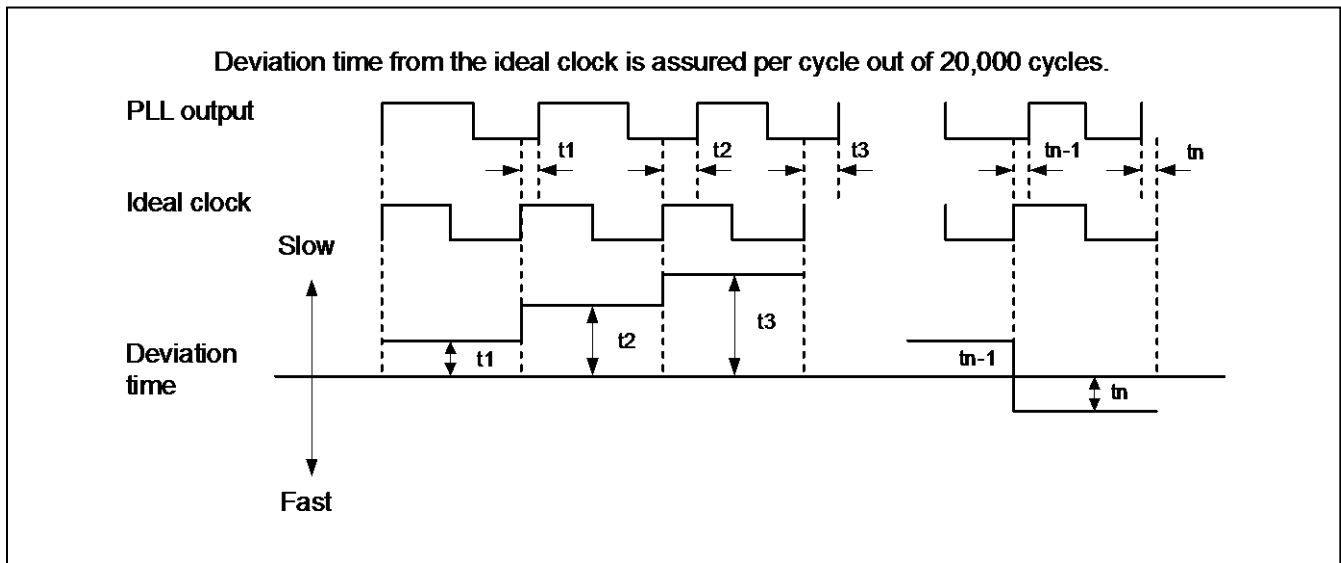 Deviation time from the ideal clock is assured per cycle out of 20,000 cycles.
PLL output
t1
t2
t3
tn-1
tn
Ideal clock
Slow
t1
t2
t3
Deviation
time
tn-1
tn
Fast